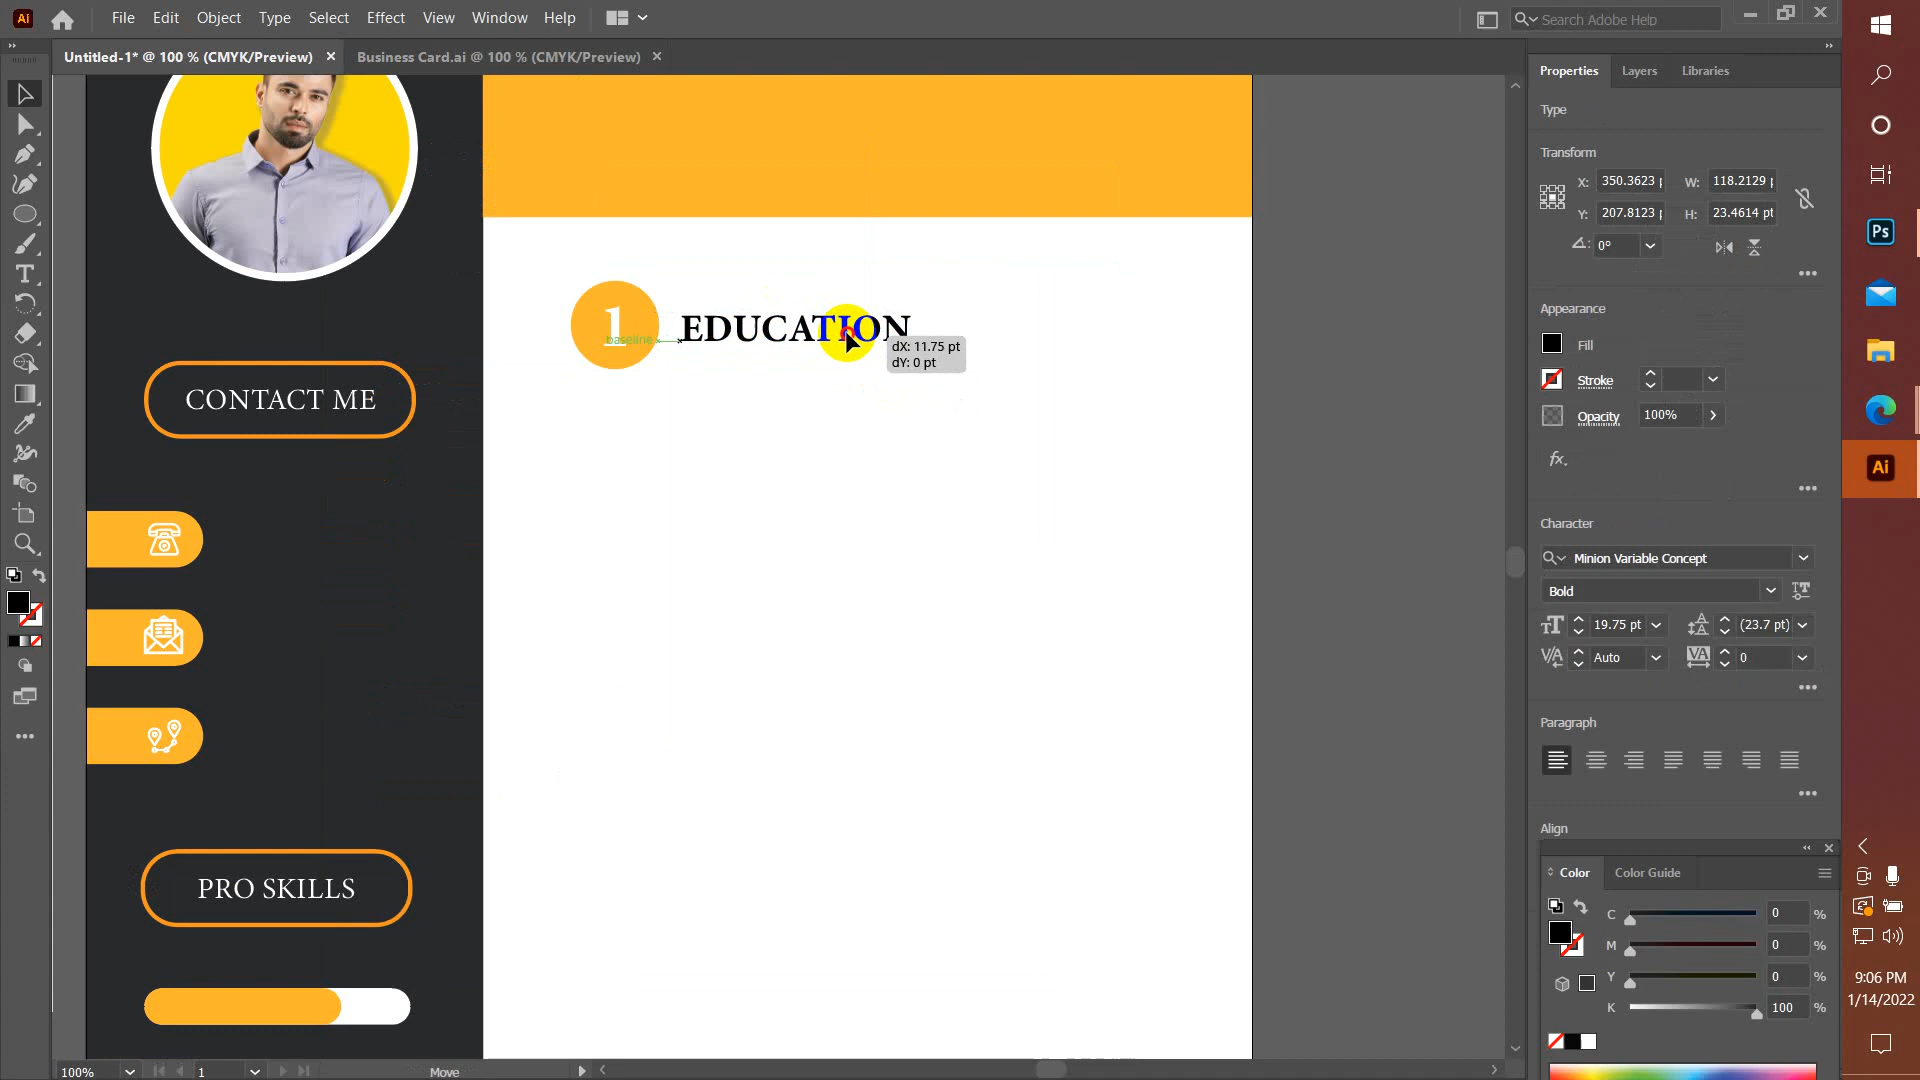 Ai File Edit Object Type Select Effect View Window Help Search Adobe Help
Untitled-1* @ 100 % (CMYK/Preview) Business Card.ai @ 100 % (CMYK/Preview)
Properties Layers Libraries
Type
Transform
X: 350.3623 p W: 118.2129 p
Y: 207.8123 p H: 23.4614 pt
0°
Appearance
Fill
Stroke
Opacity 100%
fx.
Character
Minion Variable Concept
Bold
19.75 pt (23.7 pt)
Auto 0
Paragraph
Align
Color Color Guide
C 0 %
M 0 %
Y 0 %
K 100 %
1 EDUCATION
baseline
dX: 11.75 pt
dY: 0 pt
CONTACT ME
PRO SKILLS
100% 1 Move
Ps
Ai
9:06 PM
1/14/2022